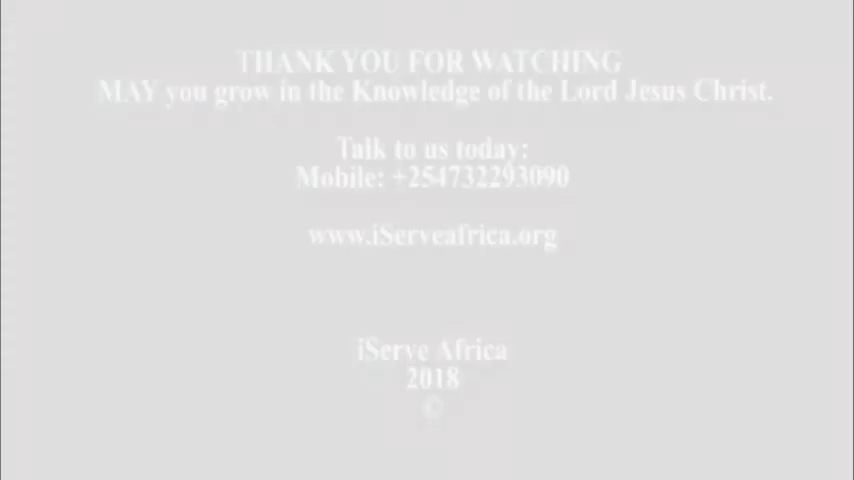 THANK YOU FOR WATCHING
MAY you grow in the Knowledge of the Lord Jesus Christ.
Talk to us today:
Mobile: +254732293090
www.iServeafrica.org
iServe Africa
2018
©